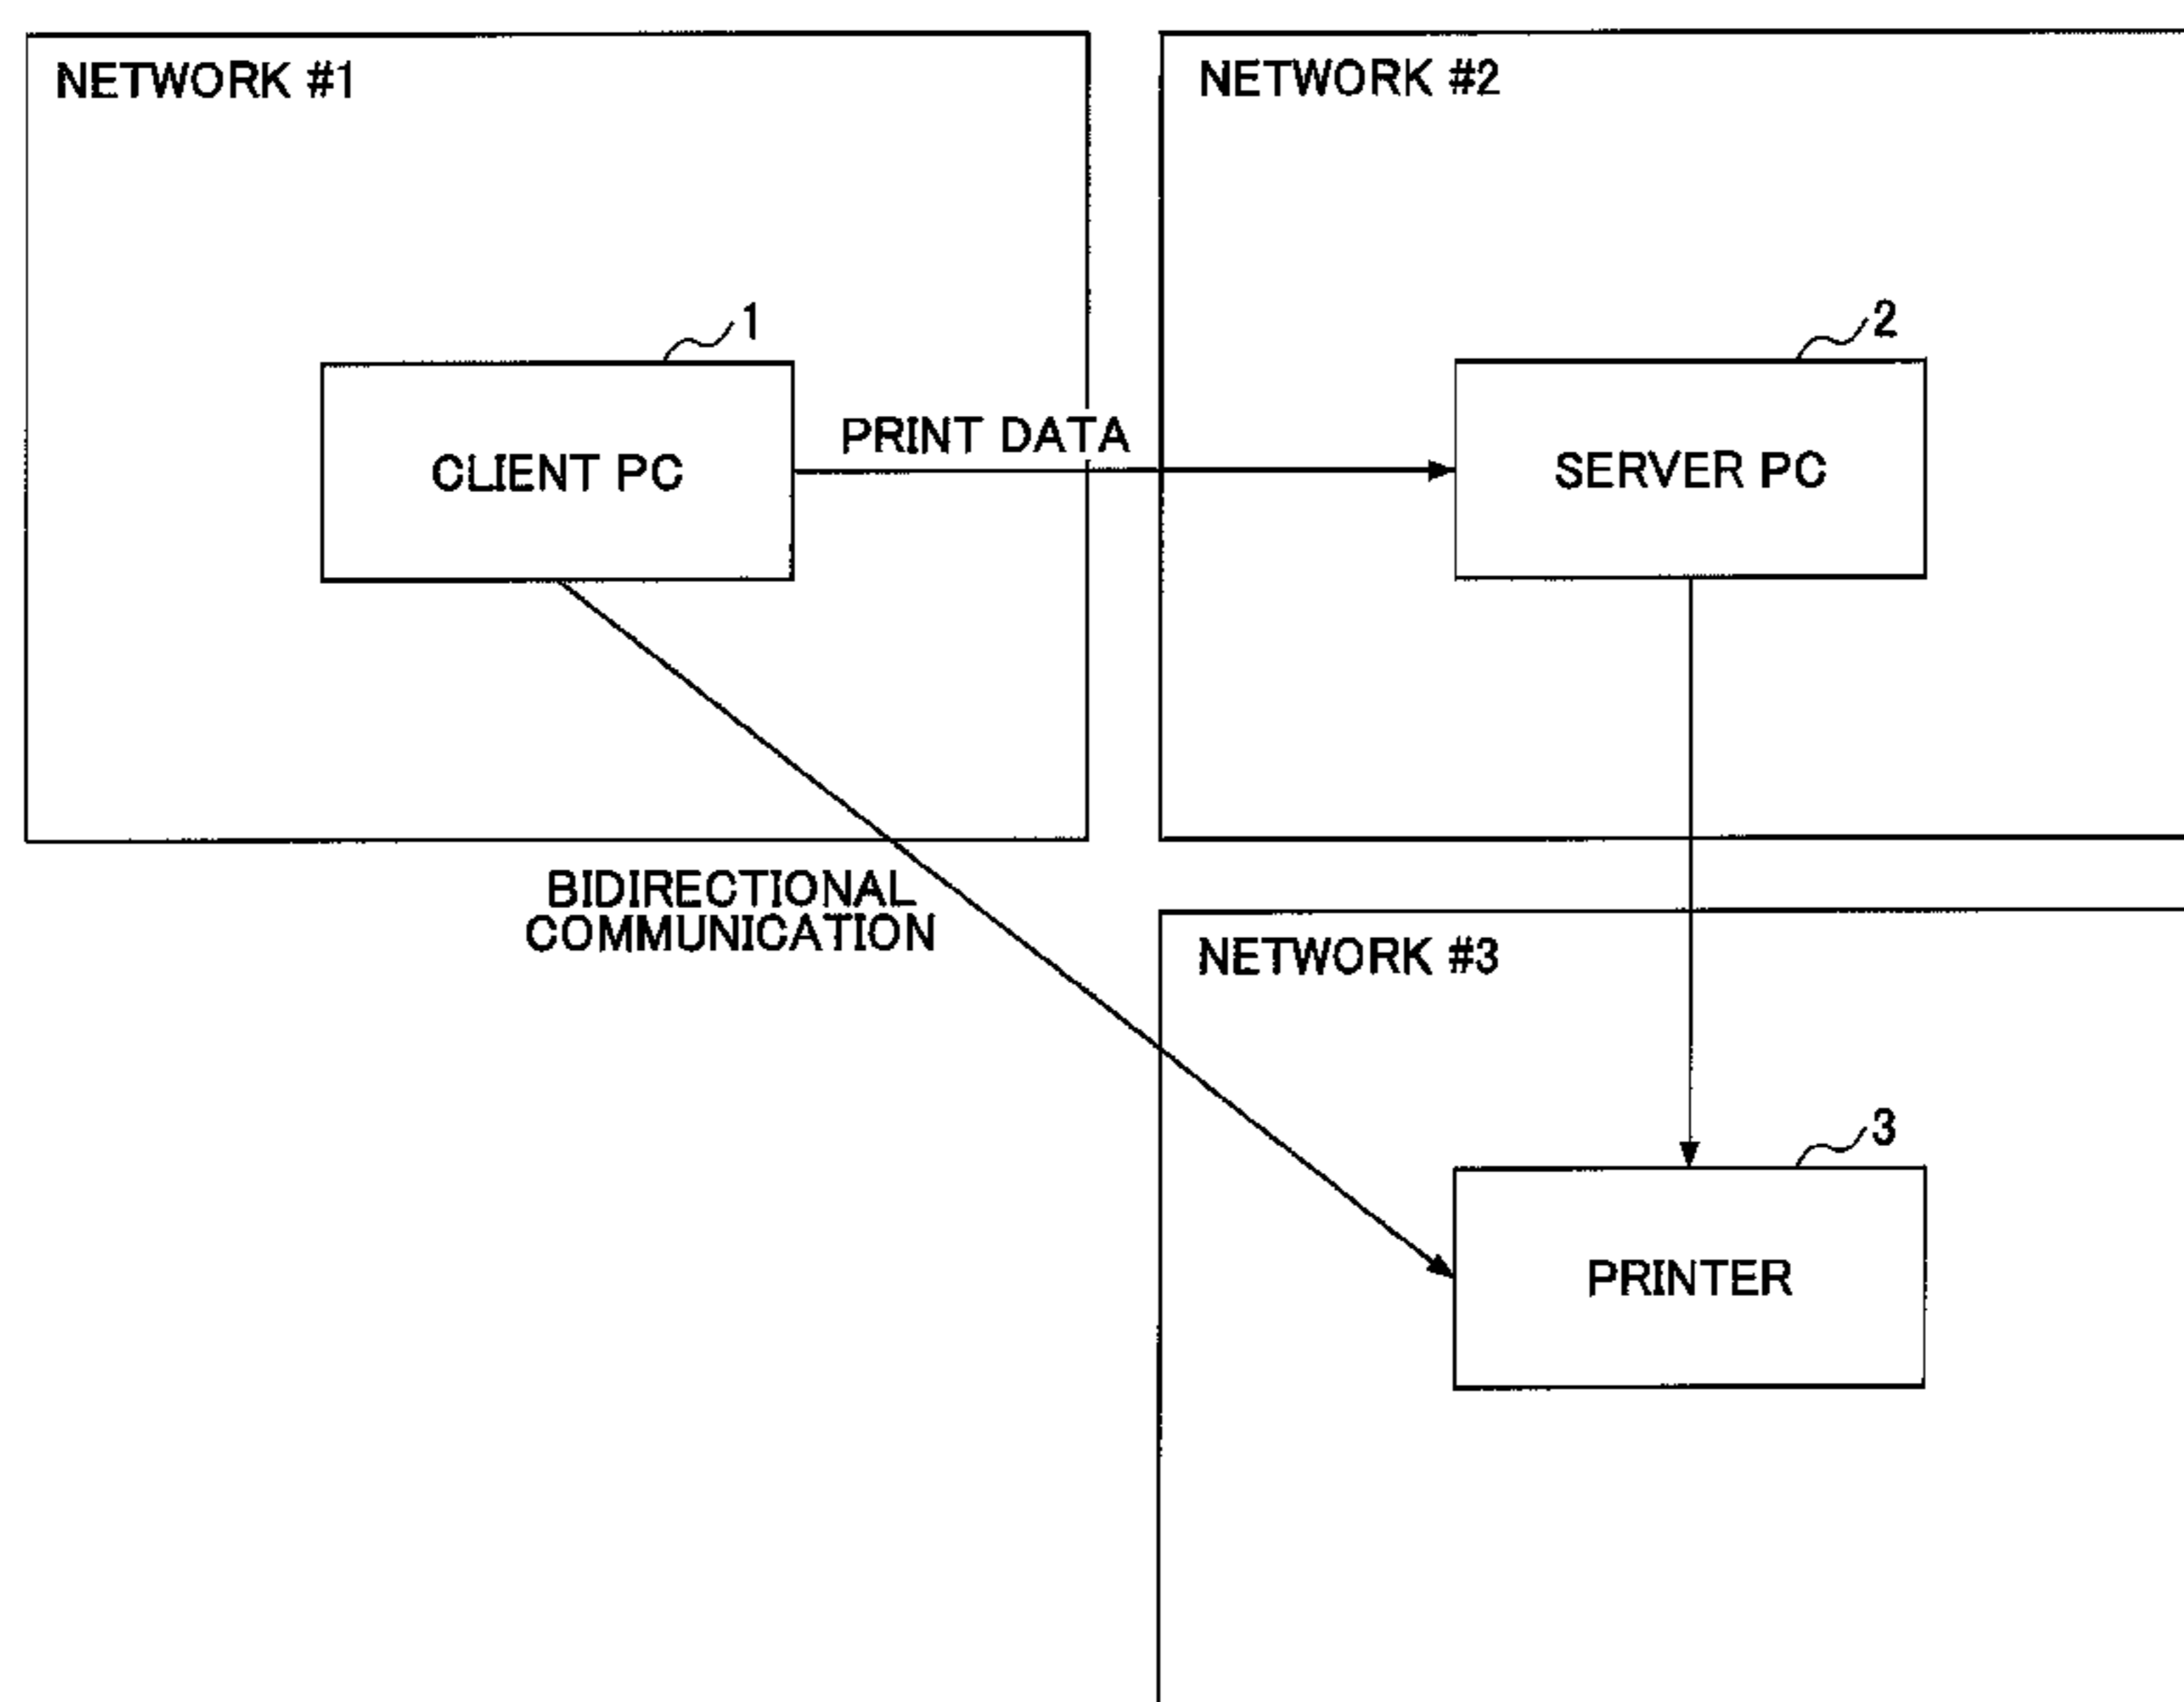 NETWORK #1
NETWORK #2
1
2
CLIENT PC
PRINT DATA
SERVER PC
BIDIRECTIONAL
COMMUNICATION
NETWORK #3
3
PRINTER